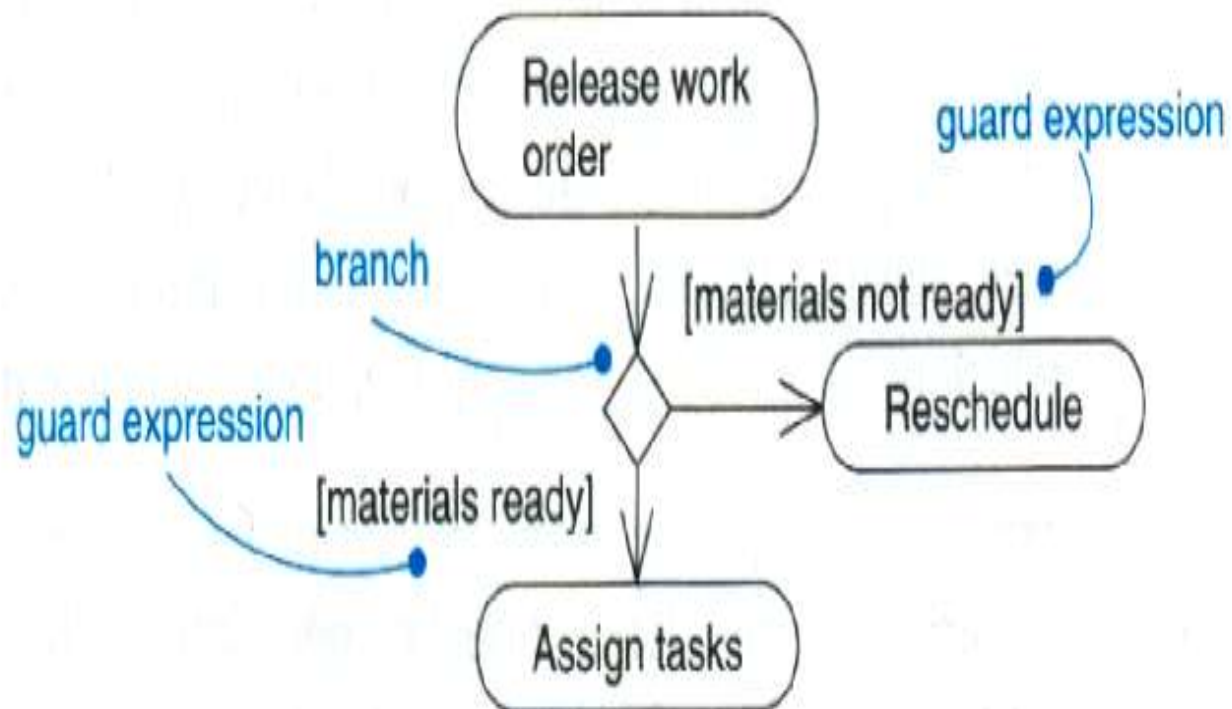 Release work
order
guard expression
branch
[materials not ready]
Reschedule
guard expression
[materials ready]
Assign tasks